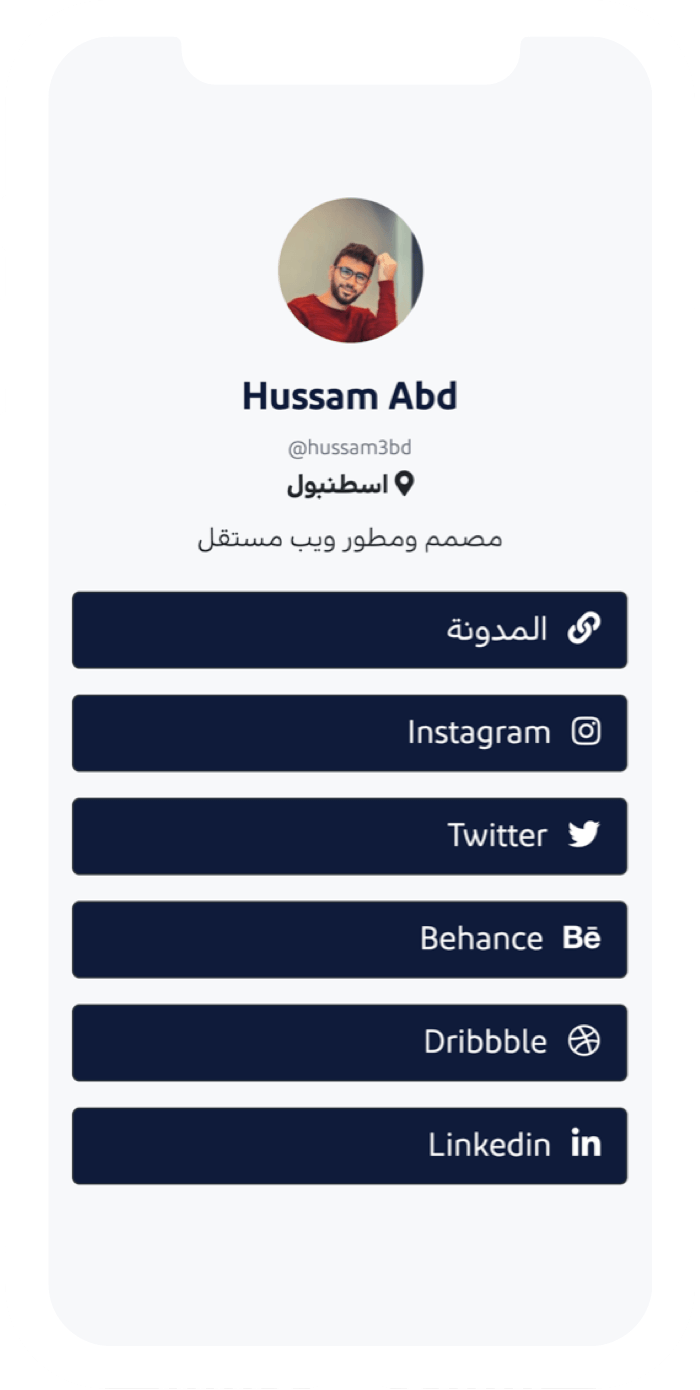 Hussam Abd
@hussam3bd
اسطنبول
مصمم ومطور ويب مستقل
المدونة
Instagram
Twitter
Bē Behance
Dribbble
in Linkedin